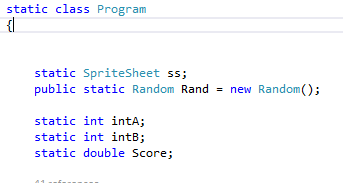 static class Program
{
static SpriteSheet ss;
public static Random Rand = new Random();
static int intA;
static int intB;
static double Score;